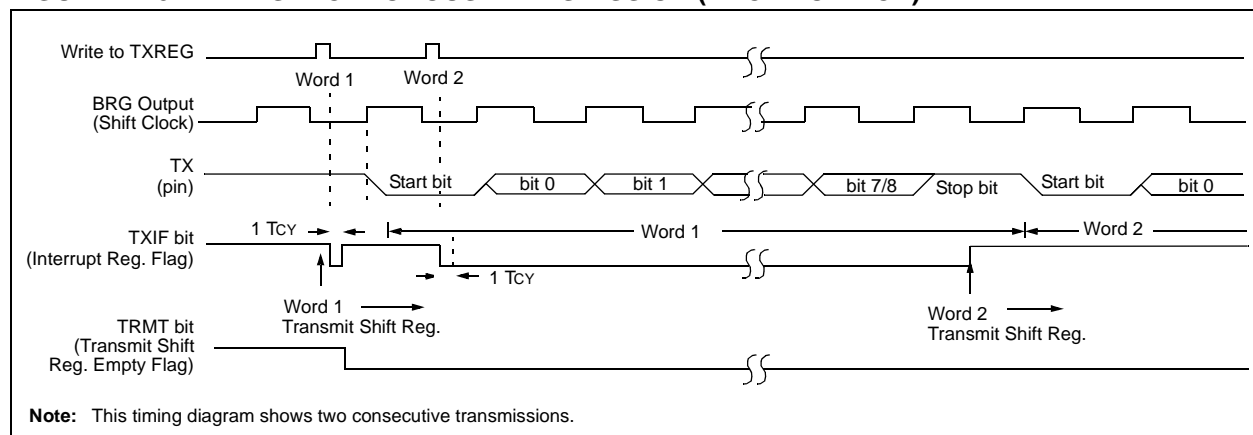 Write to TXREG
Word 1
Word 2
BRG Output
(Shift Clock)
TX
(pin)
Start bit
bit 0
bit 1
bit 7/8
Stop bit
Start bit
bit 0
1 TCY
TXIF bit
(Interrupt Reg. Flag)
Word 1
Word 2
1 TCY
Word 1
Transmit Shift Reg.
Word 2
Transmit Shift Reg.
TRMT bit
(Transmit Shift
Reg. Empty Flag)
Note: This timing diagram shows two consecutive transmissions.